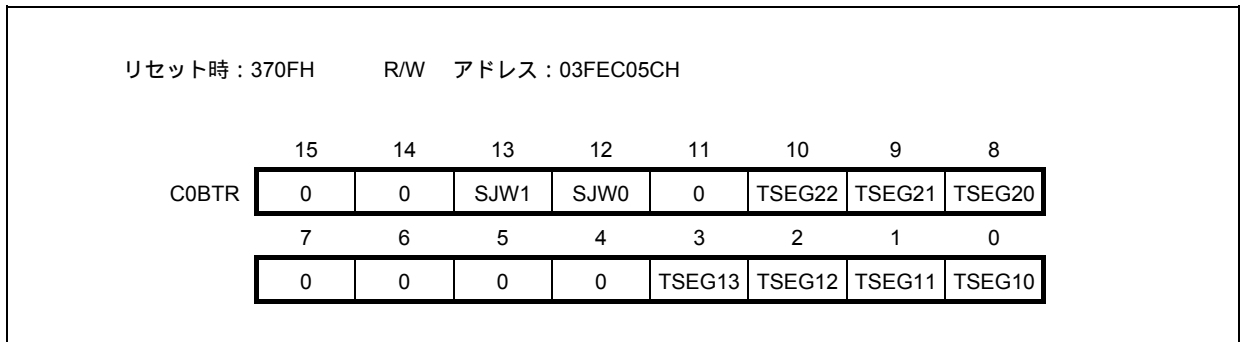 リセット時：370FH R/W アドレス：03FEC05CH
15 14 13 12 11 10 9 8
C0BTR 0 0 SJW1 SJW0 0 TSEG22 TSEG21 TSEG20
7 6 5 4 3 2 1 0
0 0 0 0 TSEG13 TSEG12 TSEG11 TSEG10